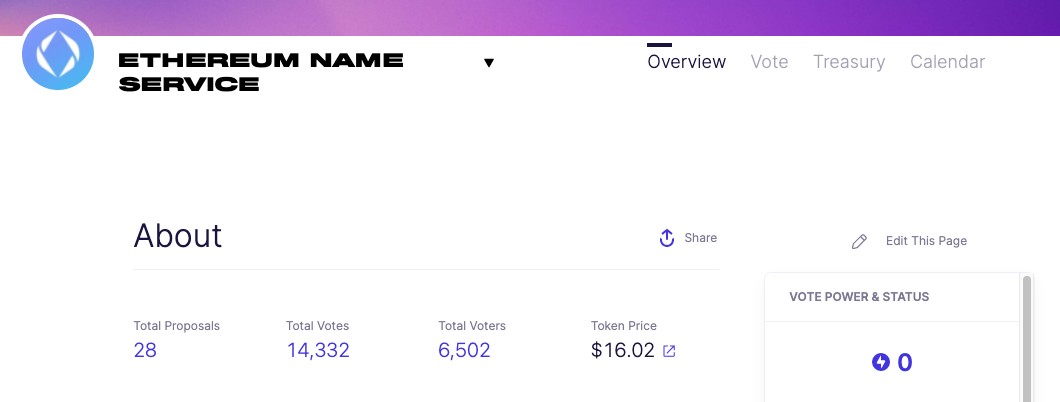 ETHEREUM NAME
SERVICE
Overview Vote Treasury Calendar
About
Share
Edit This Page
VOTE POWER & STATUS
Total Proposals Total Votes Total Voters Token Price
28 14,332 6,502 $16.02
0